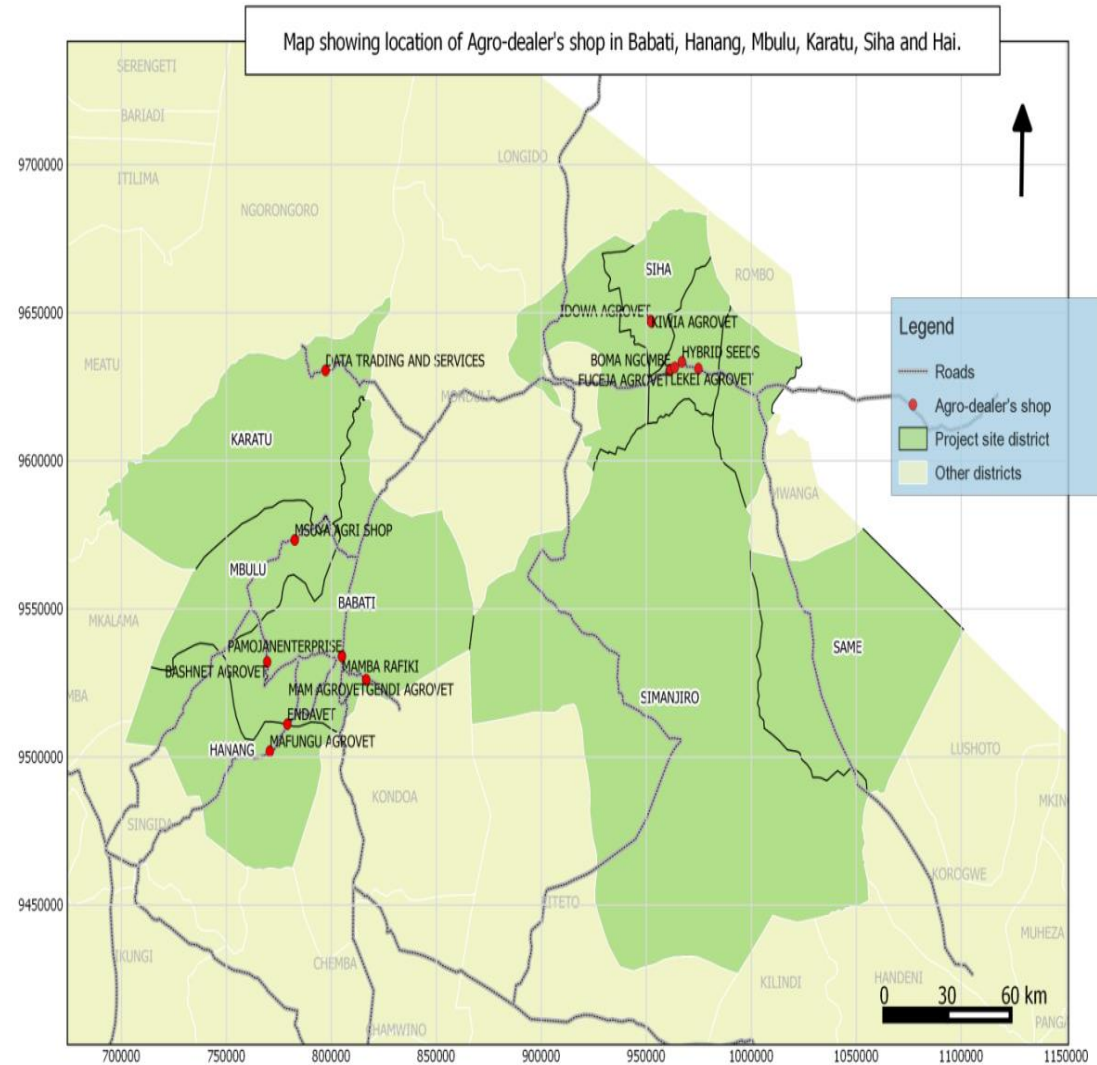 Map showing location of Agro-dealer's shop in Babati, Hanang, Mbulu, Karatu, Siha and Hai.
SERENGETI
BARIADI
ITILIMA
NGORONGORO
LONGIDO
9700000
SIHA
ROMBO
9650000
IDOWA AGROVET
KIWIA AGROVET
Legend
Roads
Agro-dealer's shop
Project site district
Other districts
MEATU
DATA TRADING AND SERVICES
BOMA NGOMBE
HYBRID SEEDS
FUCEJA AGROVET
LEKEI AGROVET
MONDULI
KARATU
9600000
MWANGA
MSUYA AGRI SHOP
MBULU
BABATI
9550000
MKALAMA
PAMOJANENTERPRISE
BASHNET AGROVET
MAMBA RAFIKI
MAM AGROVET
GENDI AGROVET
SAME
SIMANJIRO
ENDAVET
MAFUNGU AGROVET
HANANG
9500000
LUSHOTO
KONDOA
SINGIDA
KOROGWE
9450000
MUHEZA
CHEMBA
KILINDI
HANDENI
CHAMWINO
0 30 60 km
700000 750000 800000 850000 900000 950000 1000000 1050000 1100000 1150000